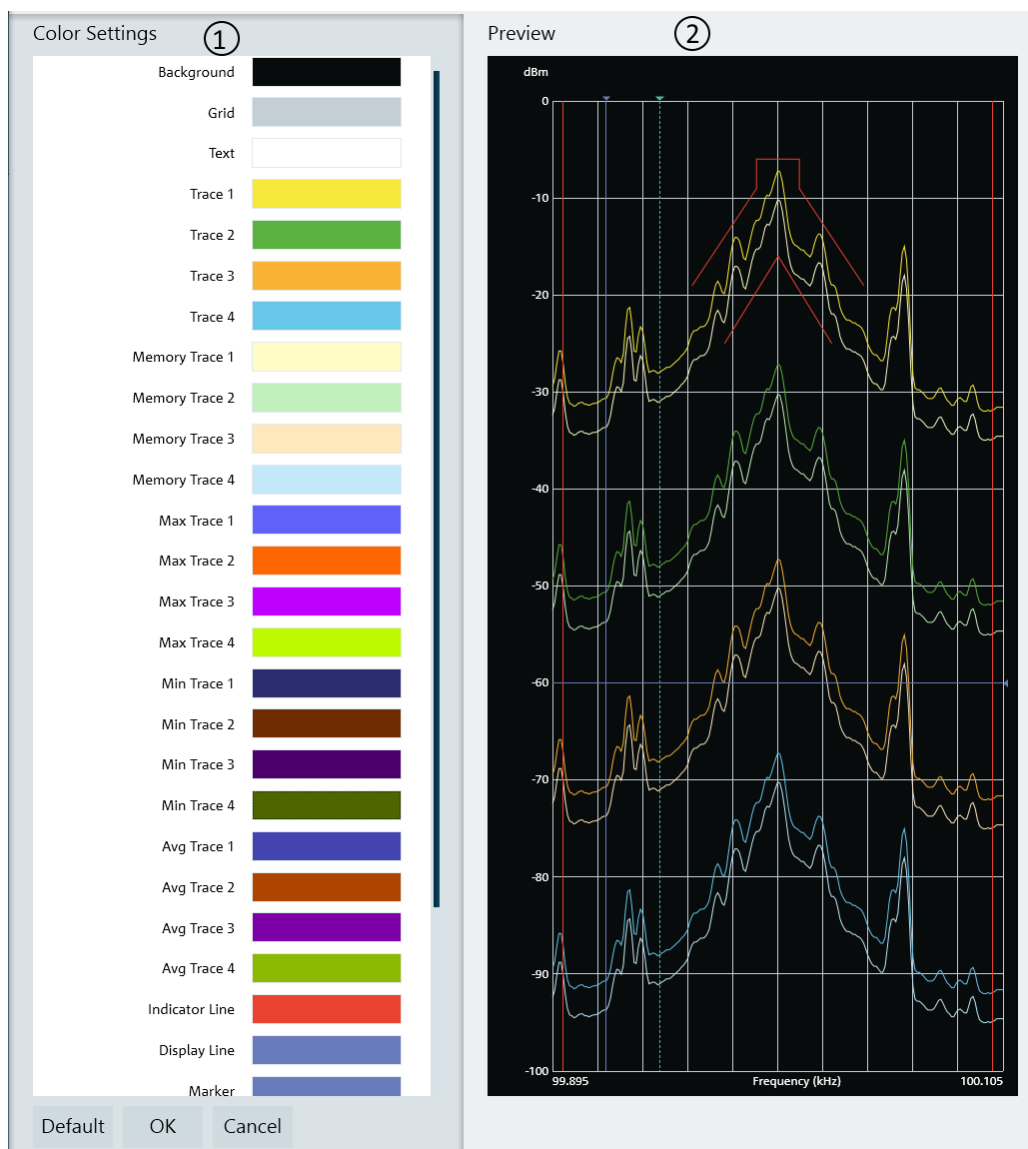 Color Settings
①
Background
Grid
Text
Trace 1
Trace 2
Trace 3
Trace 4
Memory Trace 1
Memory Trace 2
Memory Trace 3
Memory Trace 4
Max Trace 1
Max Trace 2
Max Trace 3
Max Trace 4
Min Trace 1
Min Trace 2
Min Trace 3
Min Trace 4
Avg Trace 1
Avg Trace 2
Avg Trace 3
Avg Trace 4
Indicator Line
Display Line
Marker
Default OK Cancel
Preview
②
dBm
0
-10
-20
-30
-40
-50
-60
-70
-80
-90
-100
99.895 Frequency (kHz) 100.105